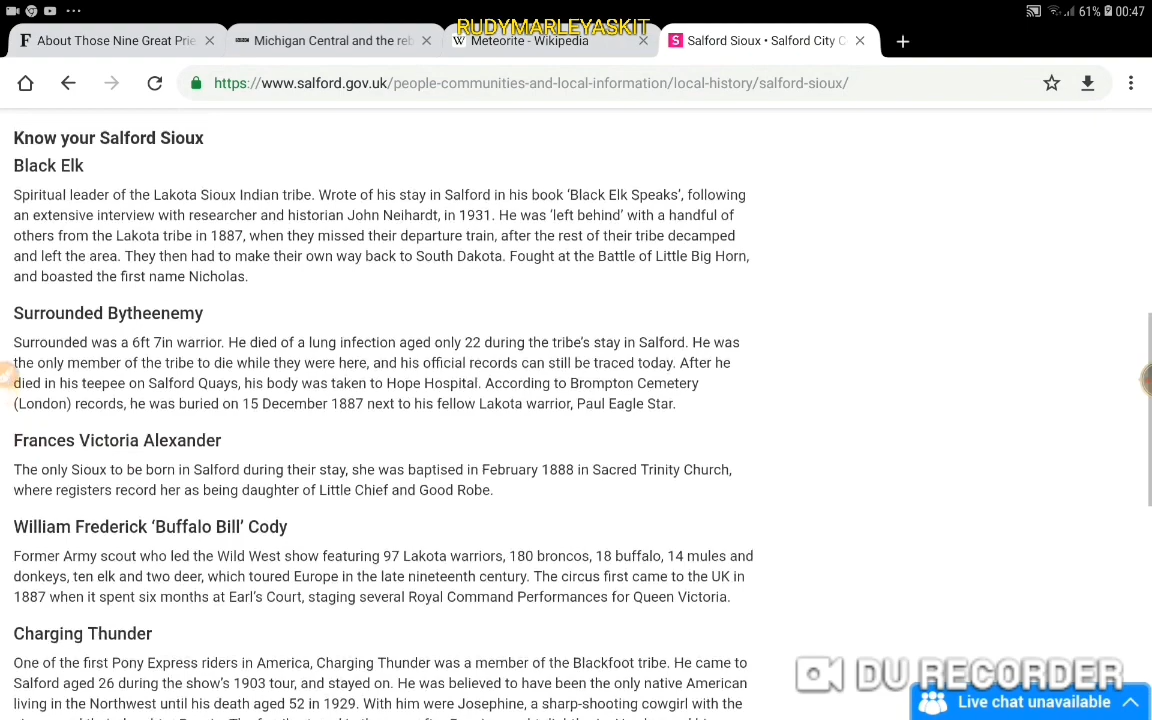 61% 00:47
RUDYMARLEYASKIT
About Those Nine Great Prie
Michigan Central and the reb
W Meteorite - Wikipedia
S Salford Sioux • Salford City C
https://www.salford.gov.uk/people-communities-and-local-information/local-history/salford-sioux/
Know your Salford Sioux
Black Elk
Spiritual leader of the Lakota Sioux Indian tribe. Wrote of his stay in Salford in his book ‘Black Elk Speaks‘, following
an extensive interview with researcher and historian John Neihardt, in 1931. He was ‘left behind’ with a handful of
others from the Lakota tribe in 1887, when they missed their departure train, after the rest of their tribe decamped
and left the area. They then had to make their own way back to South Dakota. Fought at the Battle of Little Big Horn,
and boasted the first name Nicholas.
Surrounded Bytheenemy
Surrounded was a 6ft 7in warrior. He died of a lung infection aged only 22 during the tribe’s stay in Salford. He was
the only member of the tribe to die while they were here, and his official records can still be traced today. After he
died in his teepee on Salford Quays, his body was taken to Hope Hospital. According to Brompton Cemetery
(London) records, he was buried on 15 December 1887 next to his fellow Lakota warrior, Paul Eagle Star.
Frances Victoria Alexander
The only Sioux to be born in Salford during their stay, she was baptised in February 1888 in Sacred Trinity Church,
where registers record her as being daughter of Little Chief and Good Robe.
William Frederick ‘Buffalo Bill’ Cody
Former Army scout who led the Wild West show featuring 97 Lakota warriors, 180 broncos, 18 buffalo, 14 mules and
donkeys, ten elk and two deer, which toured Europe in the late nineteenth century. The circus first came to the UK in
1887 when it spent six months at Earl’s Court, staging several Royal Command Performances for Queen Victoria.
Charging Thunder
One of the first Pony Express riders in America, Charging Thunder was a member of the Blackfoot tribe. He came to
Salford aged 26 during the show’s 1903 tour, and stayed on. He was believed to have been the only native American
living in the Northwest until his death aged 52 in 1929. With him were Josephine, a sharp-shooting cowgirl with the
DU RECORDER
Live chat unavailable